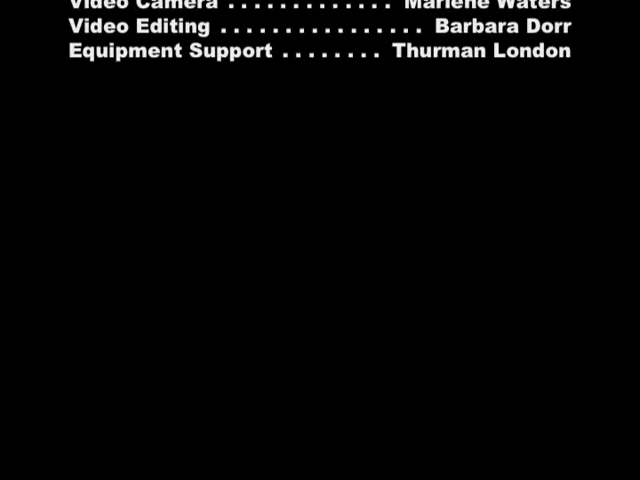 Video Camera . . . . . . . . . . . . . Marlene Waters
Video Editing . . . . . . . . . . . . . . . . Barbara Dorr
Equipment Support . . . . . . . . Thurman London